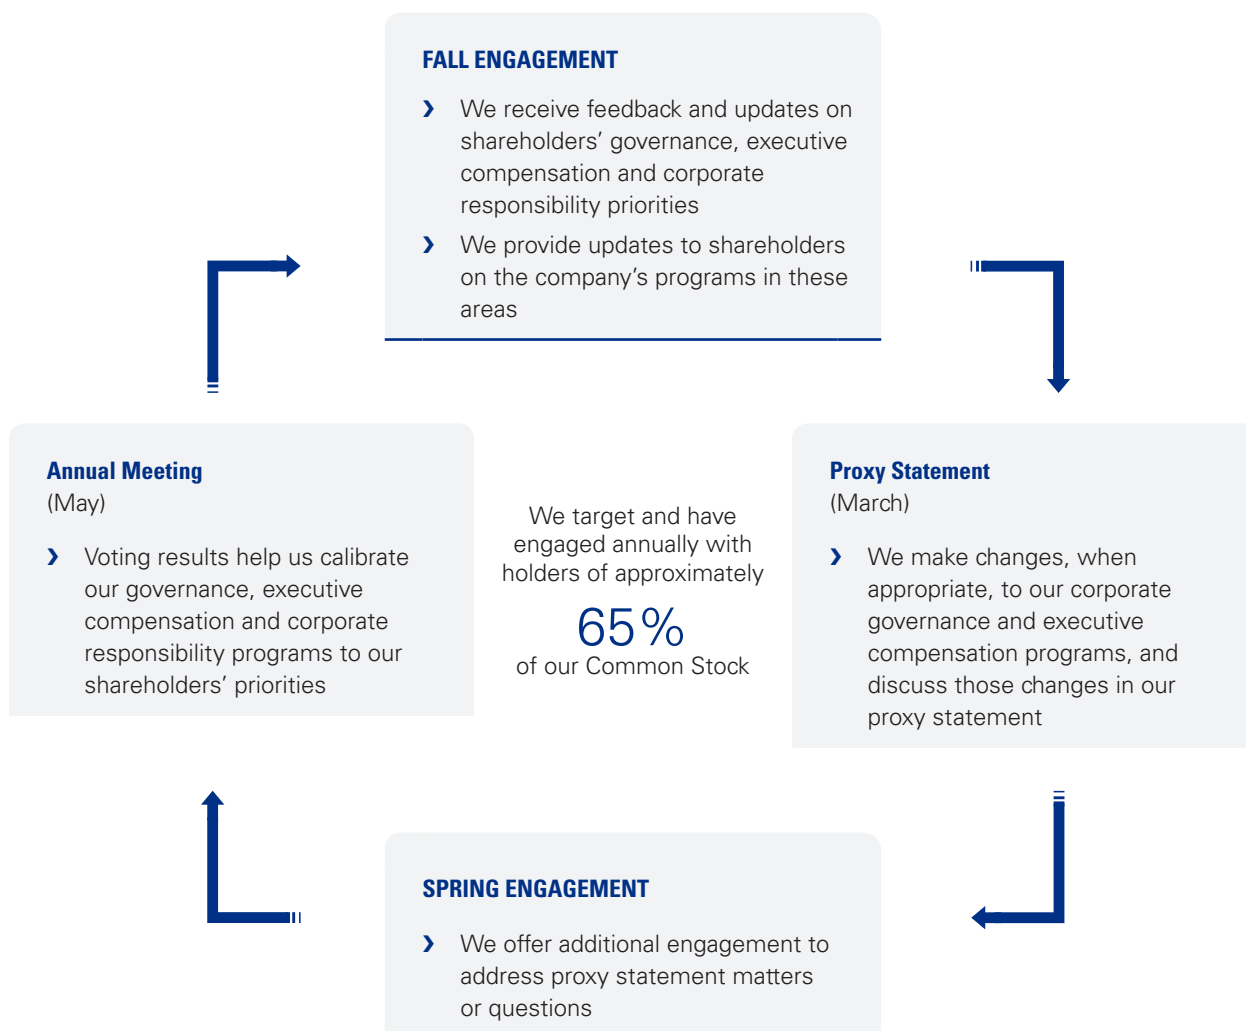 FALL ENGAGEMENT
❯ We receive feedback and updates on
shareholders’ governance, executive
compensation and corporate
responsibility priorities
❯ We provide updates to shareholders
on the company’s programs in these
areas
Annual Meeting
(May)
❯ Voting results help us calibrate
our governance, executive
compensation and corporate
responsibility programs to our
shareholders’ priorities
We target and have
engaged annually with
holders of approximately
65%
of our Common Stock
Proxy Statement
(March)
❯ We make changes, when
appropriate, to our corporate
governance and executive
compensation programs, and
discuss those changes in our
proxy statement
SPRING ENGAGEMENT
❯ We offer additional engagement to
address proxy statement matters
or questions